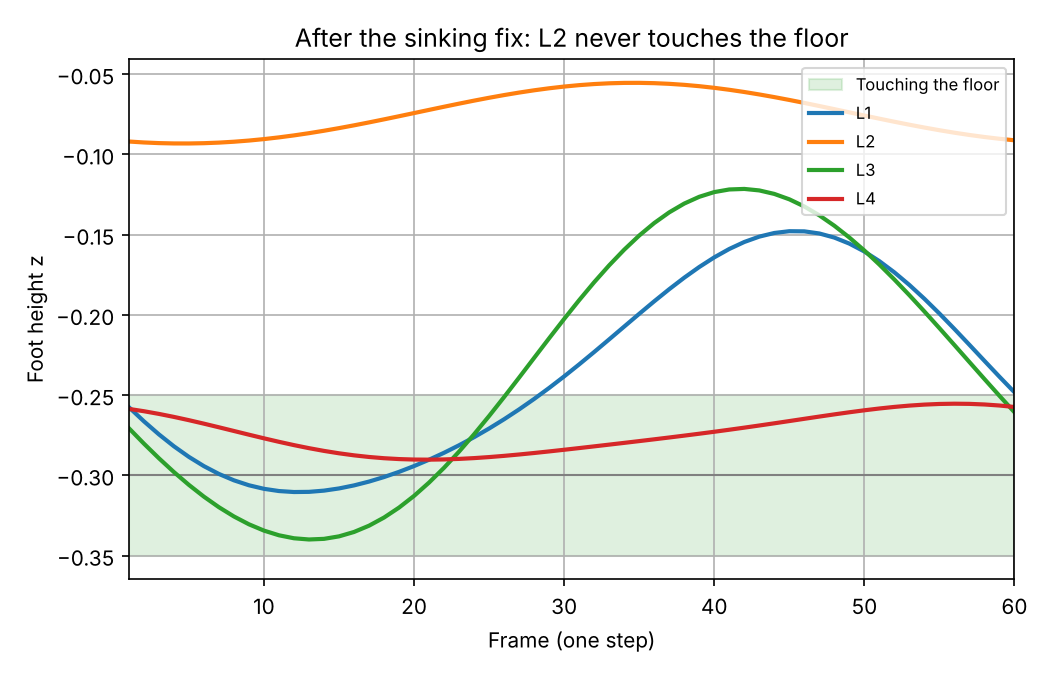 After the sinking fix: L2 never touches the floor
Touching the floor
L1
L2
L3
L4
Foot height z
−0.05
−0.10
−0.15
−0.20
−0.25
−0.30
−0.35
10
20
30
40
50
60
Frame (one step)